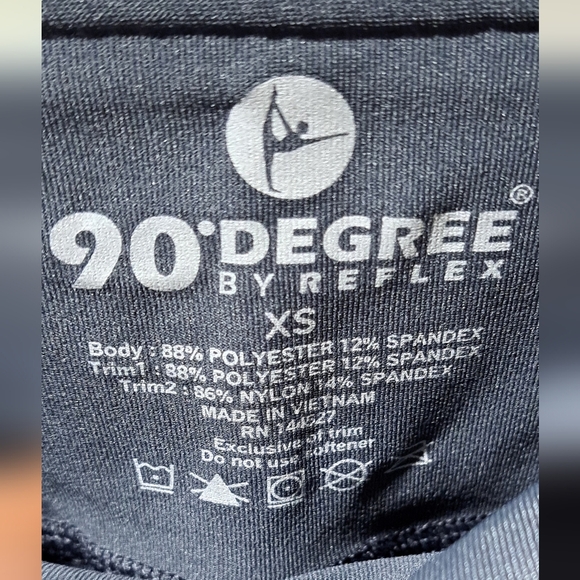 90°DEGREE®
BY REFLEX
XS
Body : 88% POLYESTER 12% SPANDEX
Trim1 : 88% POLYESTER 12% SPANDEX
Trim2 : 86% NYLON 14% SPANDEX
MADE IN VIETNAM
RN
Exclusive of trim
Do not use softener